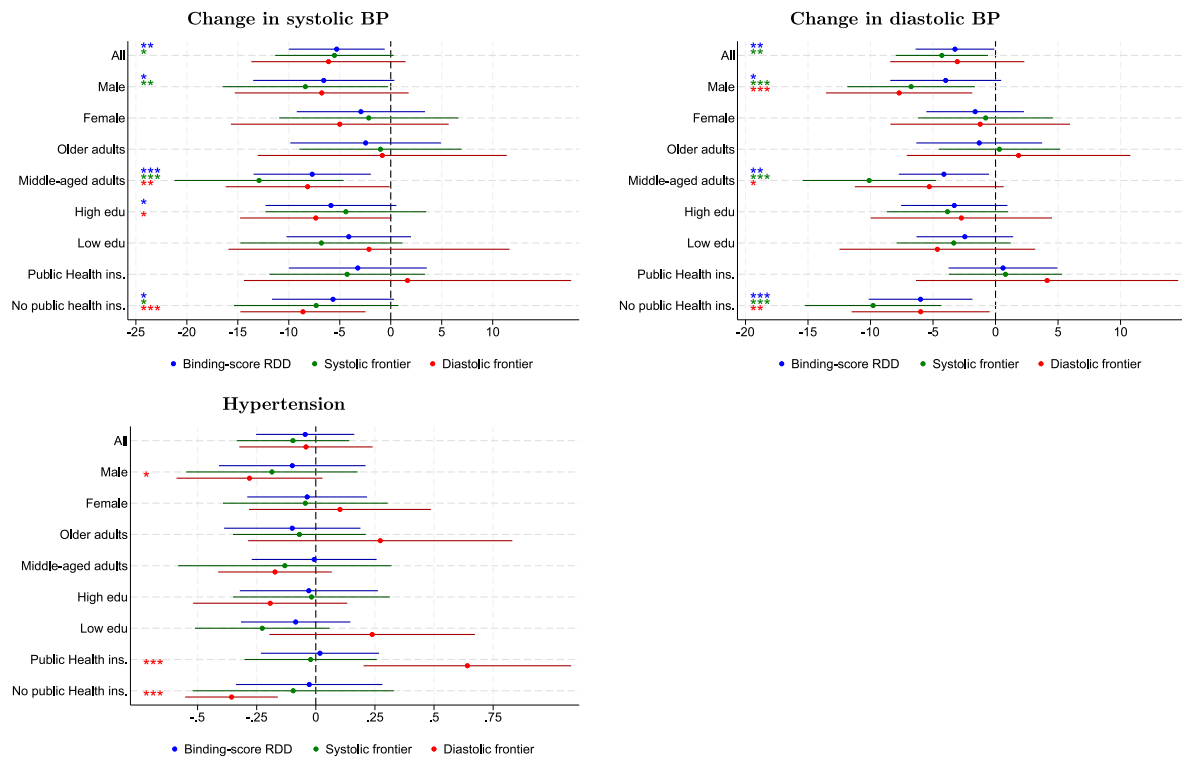 Change in systolic BP
**
All
*
*
Male
**
Female
Older adults
***
Middle-aged adults
***
**
*
High edu
*
Low edu
Public Health ins.
*
No public health ins.
*
***
-25 -20 -15 -10 -5 0 5 10
Binding-score RDD Systolic frontier Diastolic frontier
Change in diastolic BP
**
All
**
*
Male
***
***
Female
Older adults
**
Middle-aged adults
***
*
High edu
Low edu
Public Health ins.
***
No public Health ins.
***
**
-20 -15 -10 -5 0 5 10
Binding-score RDD Systolic frontier Diastolic frontier
Hypertension
All
Male
*
Female
Older adults
Middle-aged adults
High edu
Low edu
Public Health ins. ***
No public Health ins. ***
-.5 -.25 0 .25 .5 .75
Binding-score RDD Systolic frontier Diastolic frontier